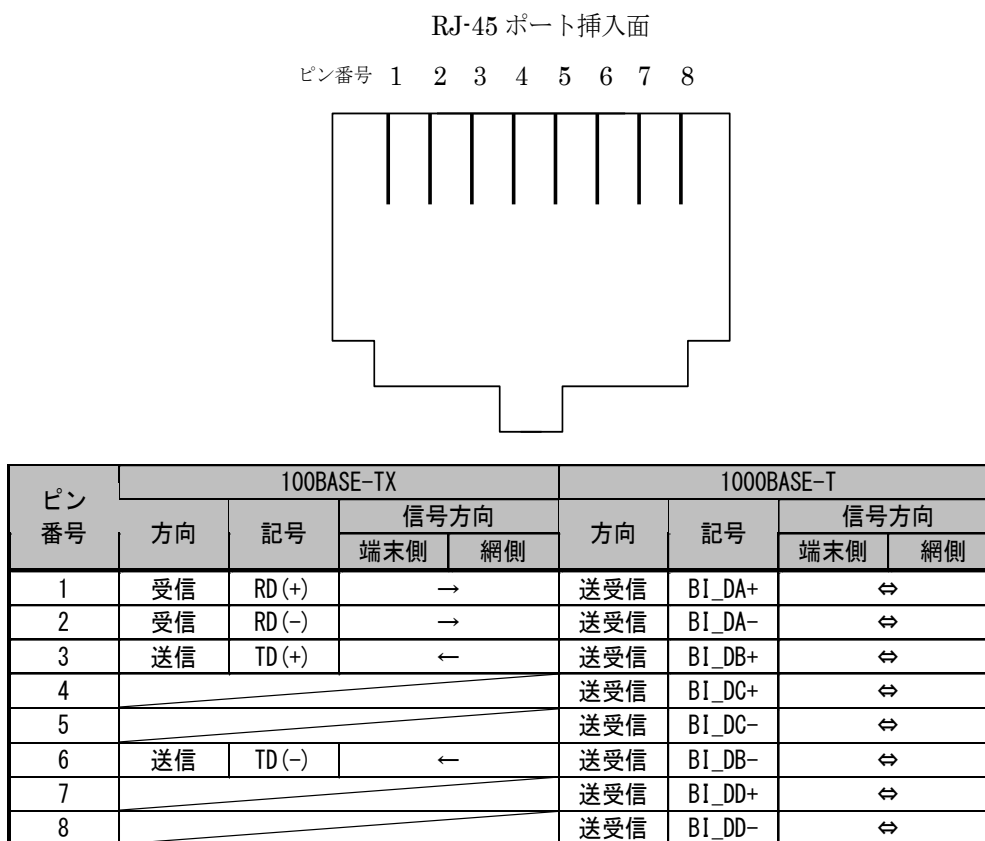 RJ-45 ポート挿入面
ピン番号 1 2 3 4 5 6 7 8
ピン番号 100BASE-TX 1000BASE-T
方向 記号 信号方向 方向 記号 信号方向
端末側 網側 端末側 網側
1 受信 RD(+) → 送受信 BI_DA+ ⇔
2 受信 RD(-) → 送受信 BI_DA- ⇔
3 送信 TD(+) ← 送受信 BI_DB+ ⇔
4 送受信 BI_DC+ ⇔
5 送受信 BI_DC- ⇔
6 送信 TD(-) ← 送受信 BI_DB- ⇔
7 送受信 BI_DD+ ⇔
8 送受信 BI_DD- ⇔